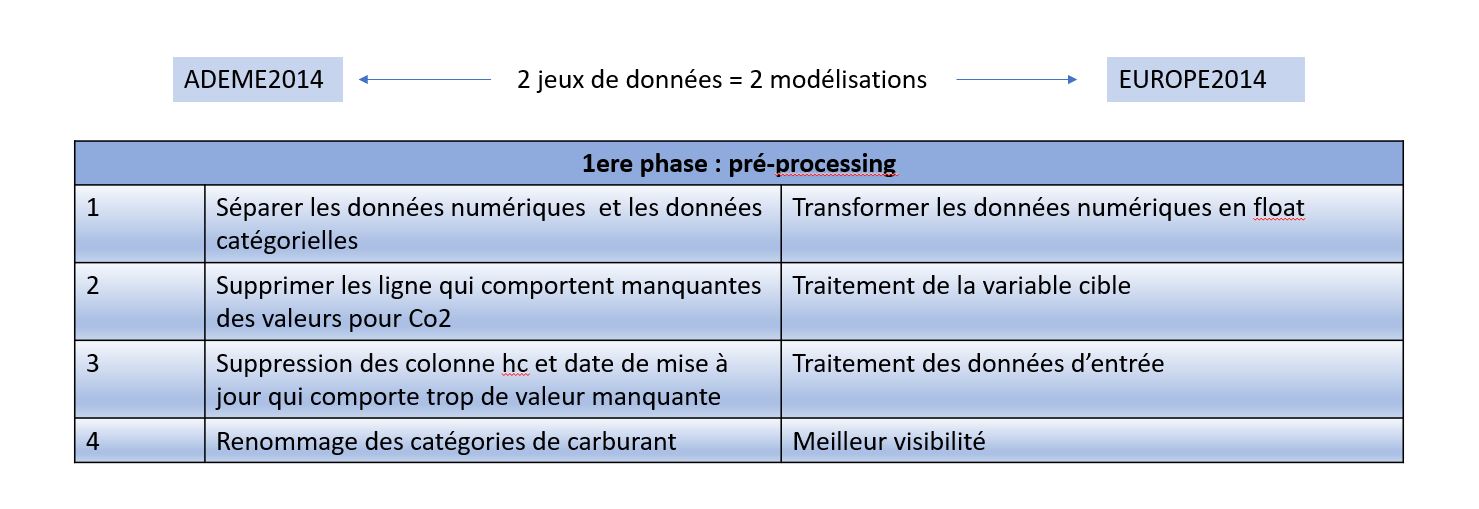 ADEME2014
2 jeux de données = 2 modélisations
EUROPE2014
1ere phase : pré-processing
1
Séparer les données numériques  et les données
catégorielles
Transformer les données numériques en float
2
Supprimer les ligne qui comportent manquantes
des valeurs pour Co2
Traitement de la variable cible
3
Suppression des colonne hc et date de mise à
jour qui comporte trop de valeur manquante
Traitement des données d’entrée
4
Renommage des catégories de carburant
Meilleur visibilité